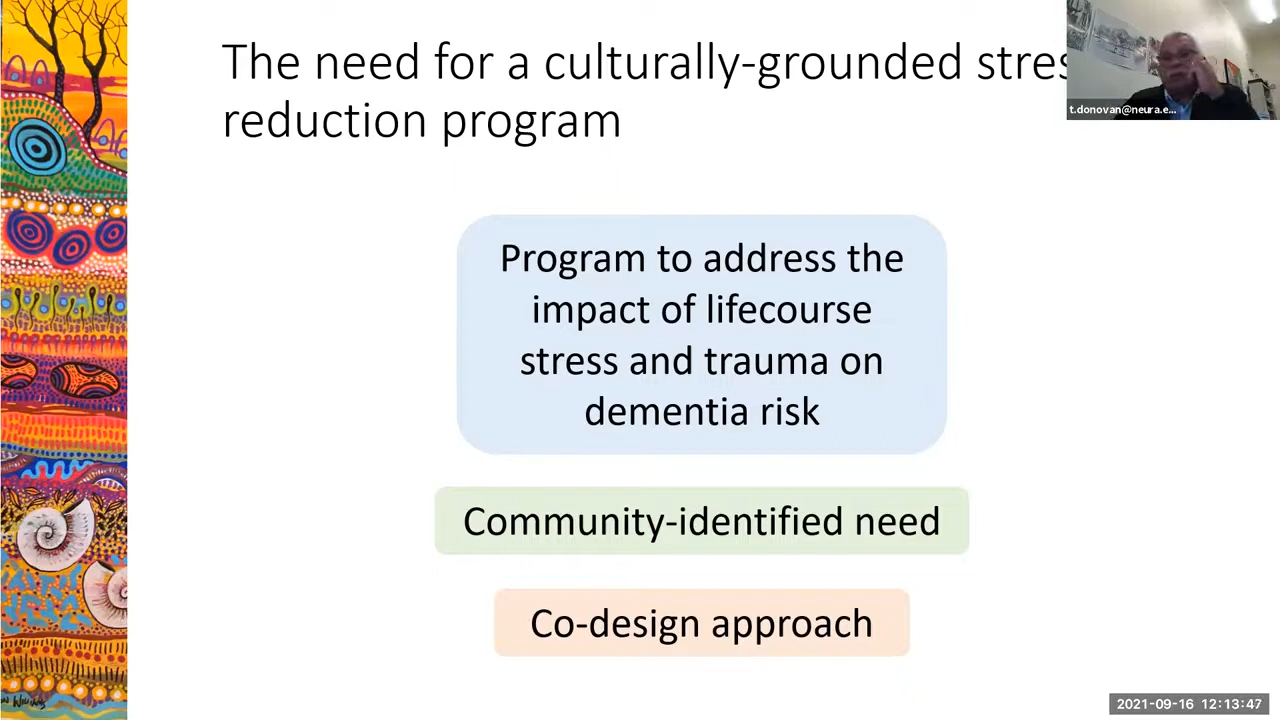 The need for a culturally-grounded stres
reduction program
t.donovan@neura.e...
Program to address the
impact of lifecourse
stress and trauma on
dementia risk
Community-identified need
Co-design approach
2021-09-16 12:13:47